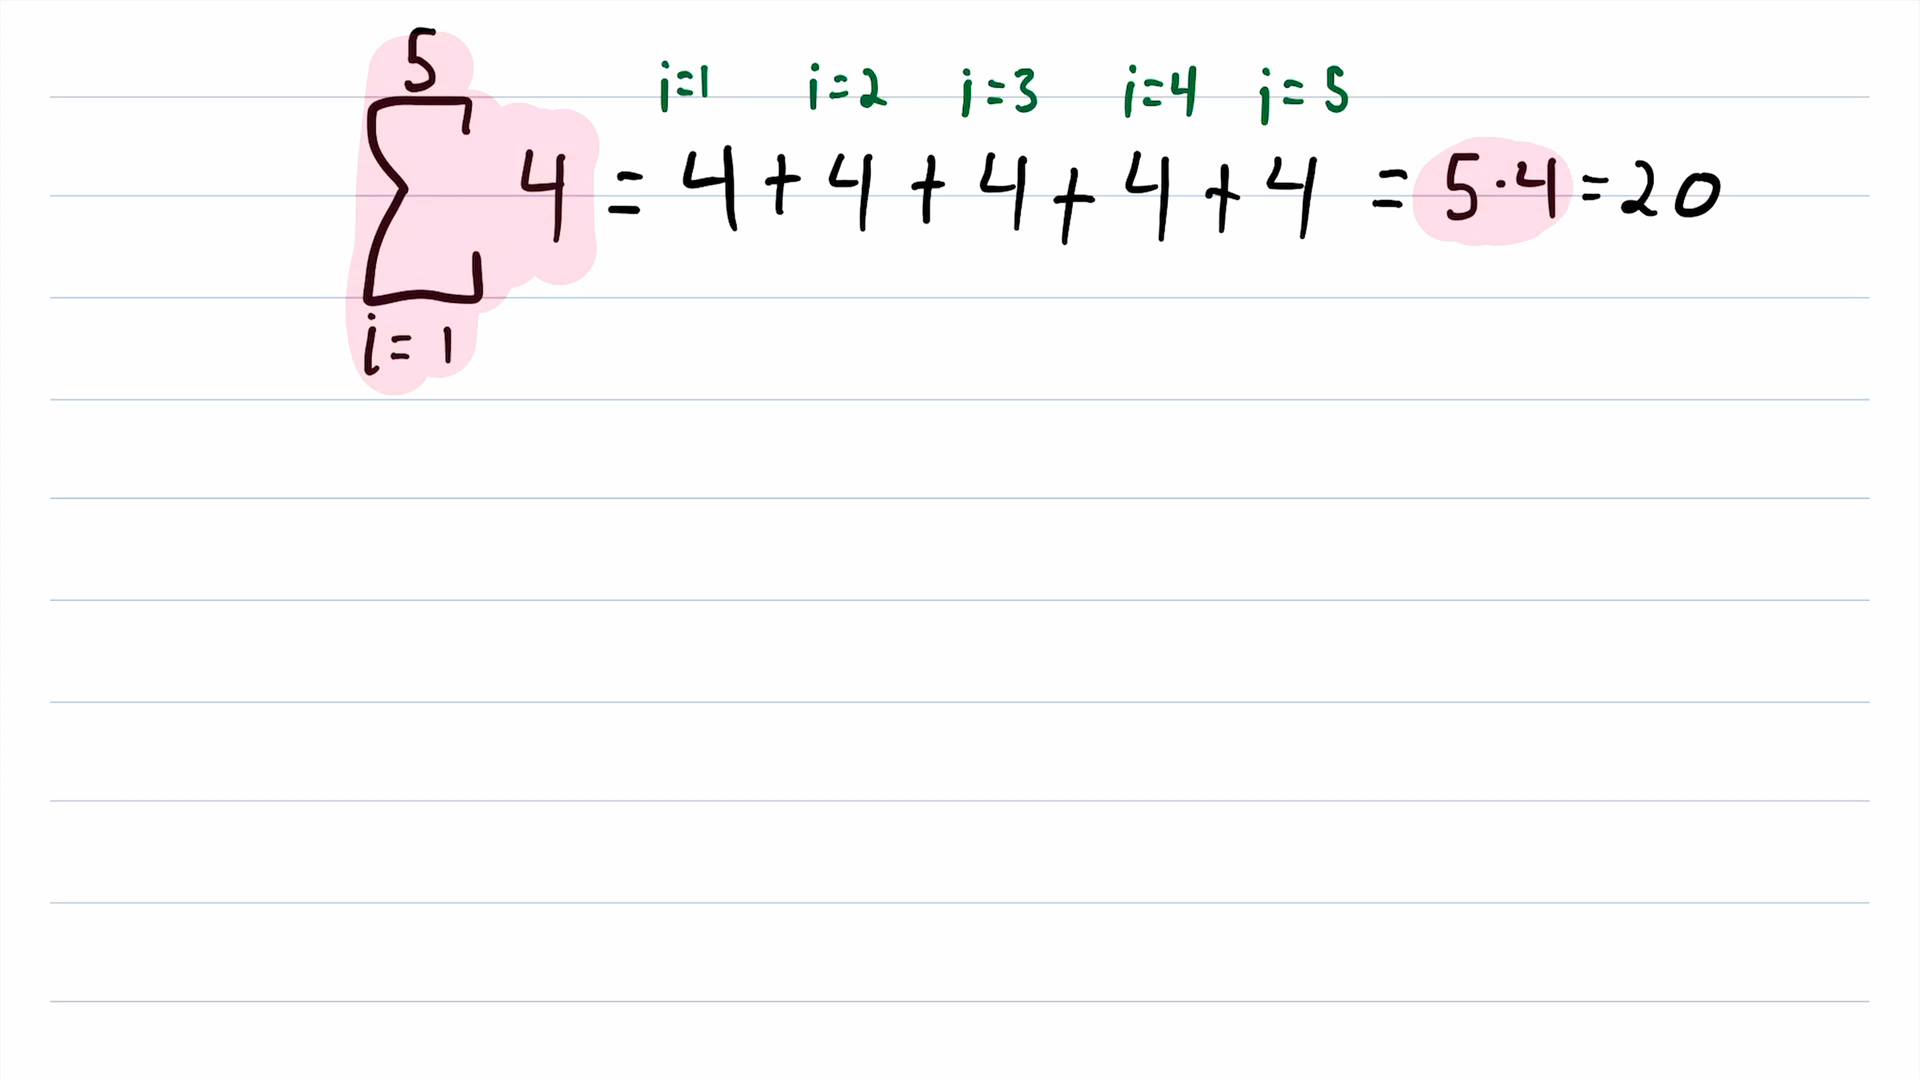 5
i=1 i=2 i=3 i=4 i=5
∑ 4 = 4 + 4 + 4 + 4 + 4 = 5·4 = 20
i=1